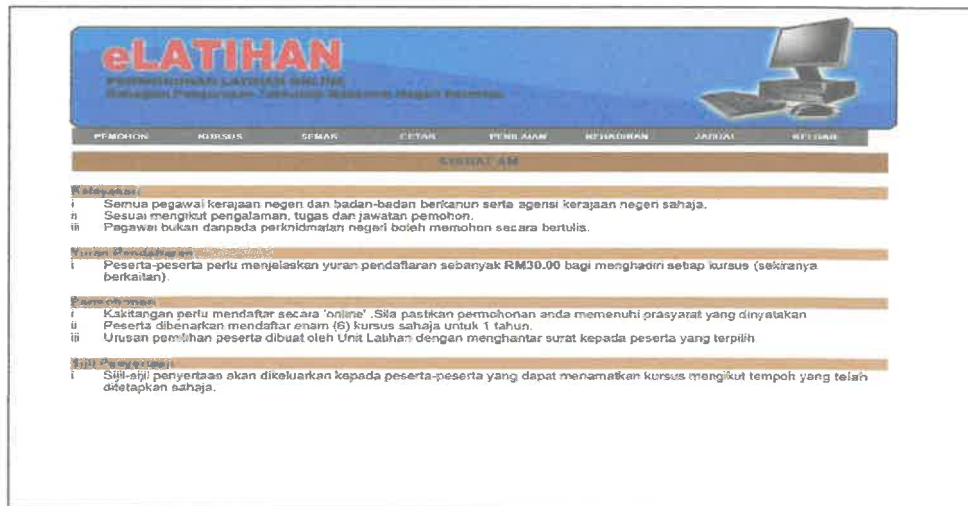 eLATIHAN
PERMOHONAN LATIHAN ONLINE
PEMOHON KURSUS SEMAK CETAK PENILAIAN KEHADIRAN JADUAL KELUAR
SYARAT AM
Kelayakan
i Semua pegawai kerajaan negeri dan badan-badan berkanun serta agensi kerajaan negeri sahaja.
ii Sesuai mengikut pengalaman, tugas dan jawatan pemohon.
iii Pegawai bukan daripada perkhidmatan negeri boleh memohon secara bertulis.
Yuran Pendaftaran
i Peserta-peserta perlu menjelaskan yuran pendaftaran sebanyak RM30.00 bagi menghadiri setiap kursus (sekiranya
berkaitan).
Permohonan
i Kakitangan perlu mendaftar secara 'online' .Sila pastikan permohonan anda memenuhi prasyarat yang dinyatakan
ii Peserta dibenarkan mendaftar enam (6) kursus sahaja untuk 1 tahun.
iii Urusan pemilihan peserta dibuat oleh Unit Latihan dengan menghantar surat kepada peserta yang terpilih
Sijil Penyertaan
i Sijil-sijil penyertaan akan dikeluarkan kepada peserta-peserta yang dapat menamatkan kursus mengikut tempoh yang telah
ditetapkan sahaja.